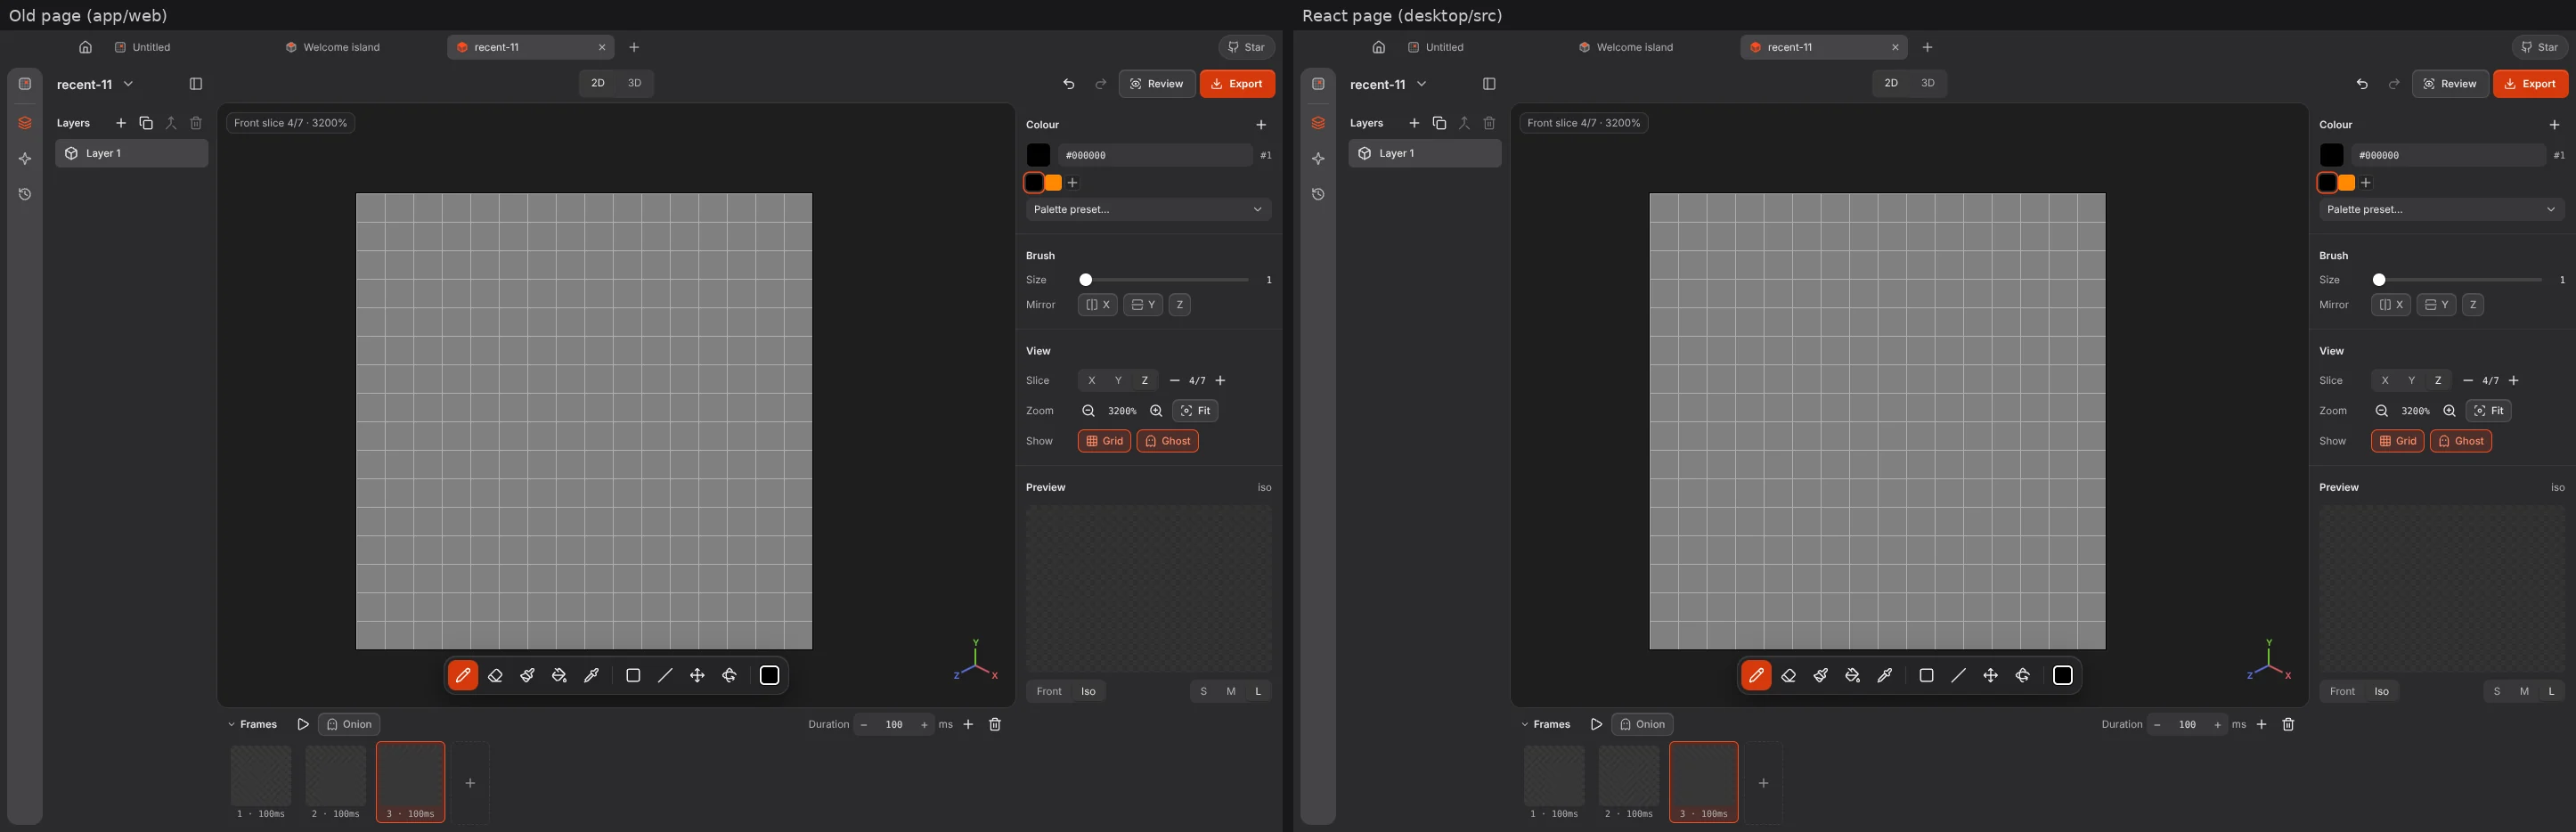 Old page (app/web)
Untitled
Welcome island
recent-11
Star
recent-11
2D 3D
Review
Export
Layers
Layer 1
Front slice 4/7 · 3200%
Colour
#000000 #1
Palette preset...
Brush
Size 1
Mirror X Y Z
View
Slice X Y Z 4/7
Zoom 3200% Fit
Show Grid Ghost
Preview iso
Y
Z X
Front Iso S M L
Frames Onion Duration 100 ms
1 · 100ms 2 · 100ms 3 · 100ms
React page (desktop/src)
Untitled
Welcome island
recent-11
Star
recent-11
2D 3D
Review
Export
Layers
Layer 1
Front slice 4/7 · 3200%
Colour
#000000 #1
Palette preset...
Brush
Size 1
Mirror X Y Z
View
Slice X Y Z 4/7
Zoom 3200% Fit
Show Grid Ghost
Preview iso
Y
Z X
Front Iso S M L
Frames Onion Duration 100 ms
1 · 100ms 2 · 100ms 3 · 100ms